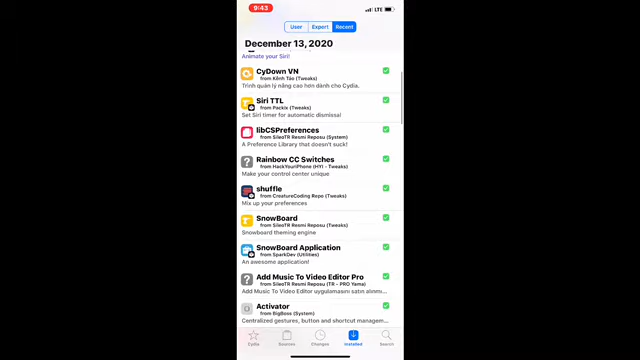 9:43
LTE
User
Expert
Recent
December 13, 2020
Animate your Siri!
CyDown VN
from Kênh Táo (Tweaks)
Trình quản lý nâng cao hơn dành cho Cydia.
Siri TTL
from Packix (Tweaks)
Set Siri timer for automatic dismissal
libCSPreferences
from SileoTR Resmi Reposu (System)
A Preference Library that doesn't suck!
Rainbow CC Switches
from HackYouriPhone (HYI - Tweaks)
Make your control center unique
shuffle
from CreatureCoding Repo (Tweaks)
Mix up your preferences
SnowBoard
from SileoTR Resmi Reposu (Tweaks)
Snowboard theming engine
SnowBoard Application
from SparkDev (Utilities)
An awesome application!
Add Music To Video Editor Pro
from SileoTR Resmi Reposu (TR - PRO Yama)
Add Music To Video Editor uygulamasını satın alınmı...
Activator
from BigBoss (System)
Centralized gestures, button and shortcut managem...
Cydia
Sources
Changes
Installed
Search